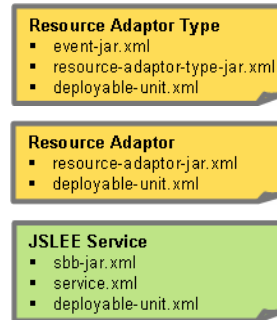 Resource Adaptor Type
▪ event-jar.xml
▪ resource-adaptor-type-jar.xml
▪ deployable-unit.xml
Resource Adaptor
▪ resource-adaptor-jar.xml
▪ deployable-unit.xml
JSLEE Service
▪ sbb-jar.xml
▪ service.xml
▪ deployable-unit.xml